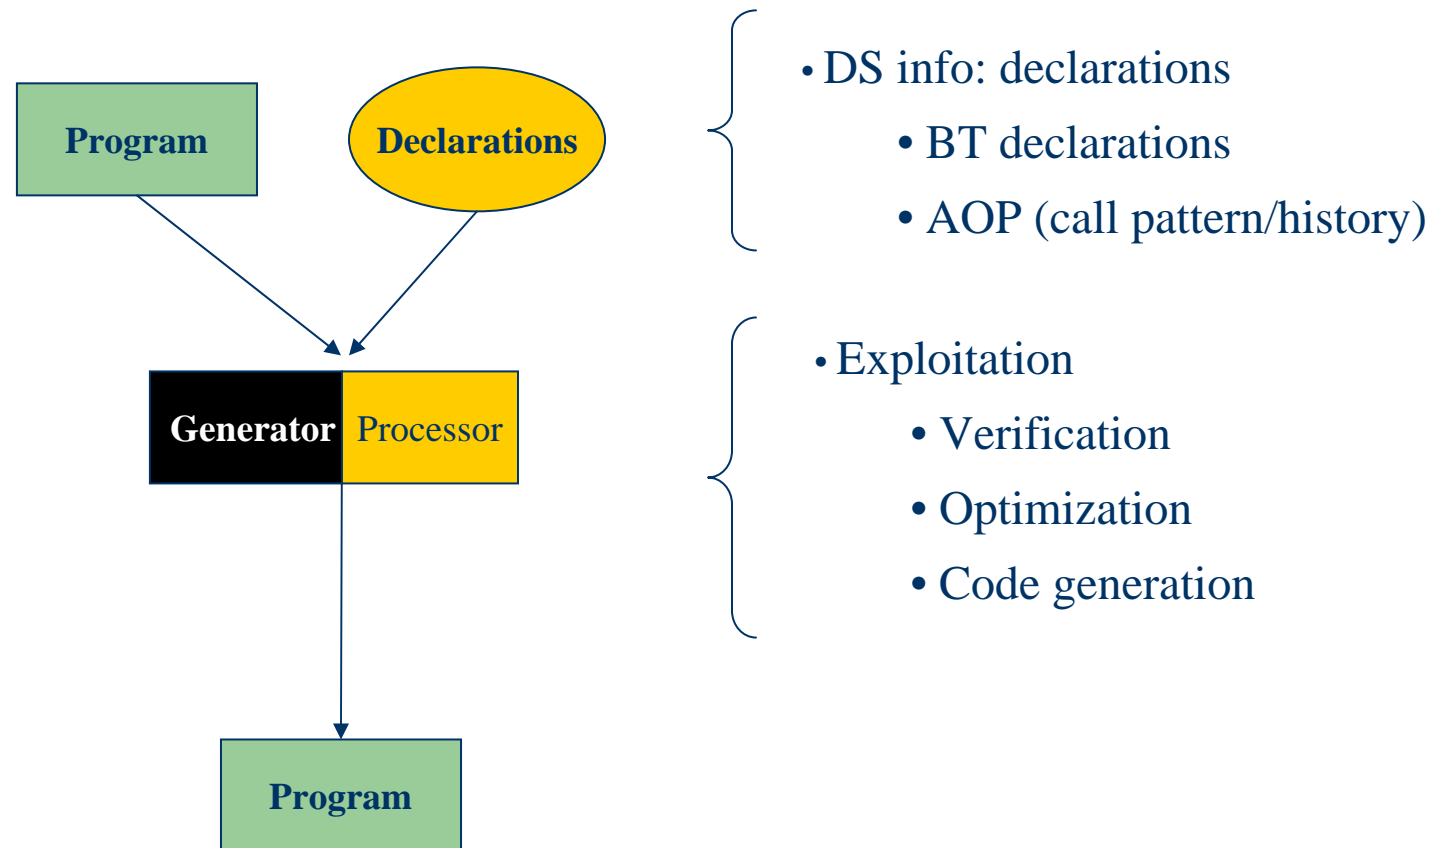 Program
Declarations
• DS info: declarations
• BT declarations
• AOP (call pattern/history)
Generator
Processor
• Exploitation
• Verification
• Optimization
• Code generation
Program